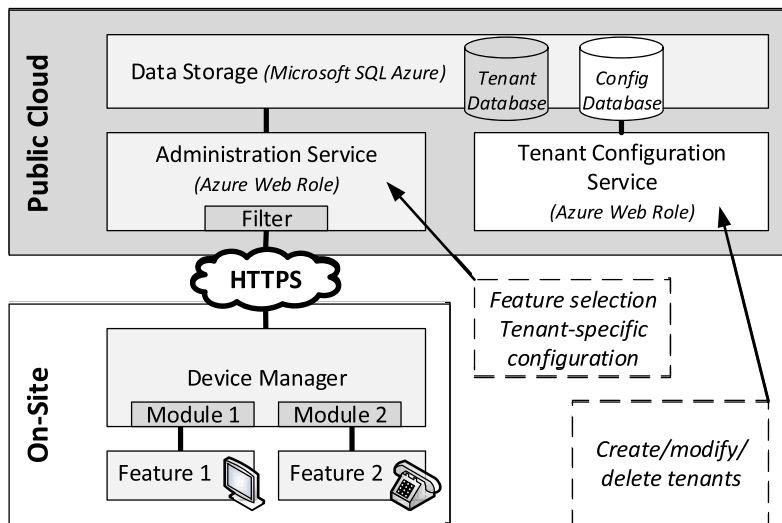 Public Cloud
Data Storage (Microsoft SQL Azure)
Tenant
Database
Config
Database
Administration Service
(Azure Web Role)
Filter
Tenant Configuration
Service
(Azure Web Role)
HTTPS
Feature selection
Tenant-specific
configuration
On-Site
Device Manager
Module 1
Module 2
Feature 1
Feature 2
Create/modify/
delete tenants